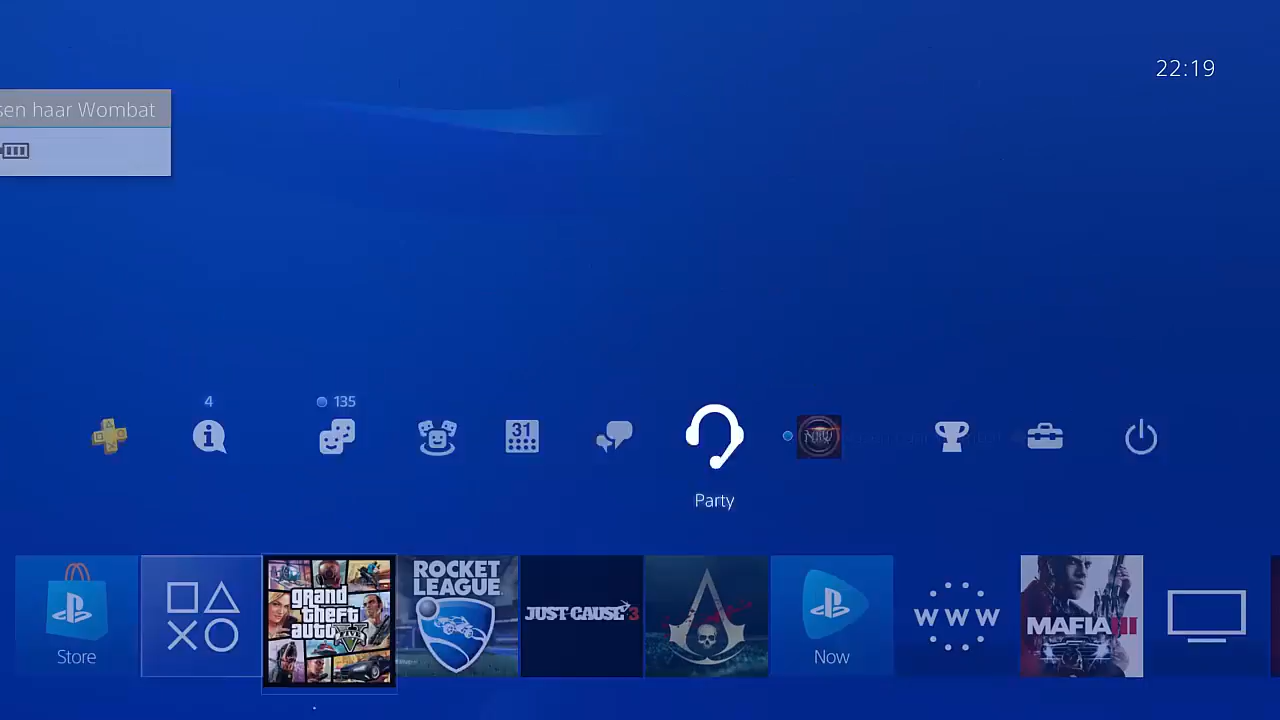 22:19
sen haar Wombat
4
135
31
Party
grand
theft
auto
V
ROCKET
LEAGUE
JUST CAUSE 3
www
MAFIA III
Store
Now